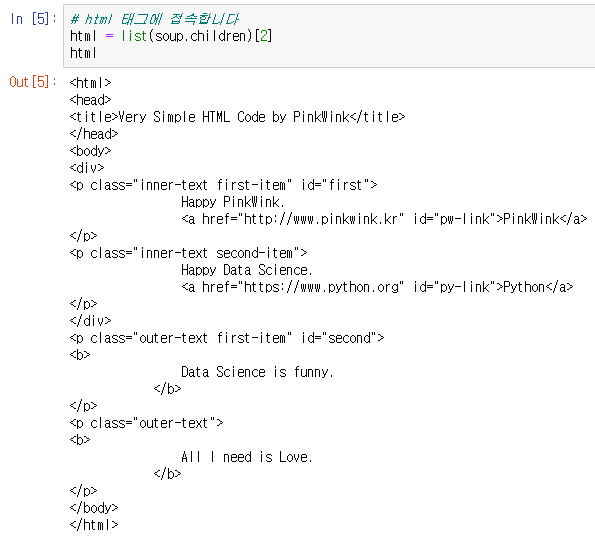 In [5]: # html 태그에 접속합니다
html = list(soup.children)[2]
html
Out[5]: <html>
<head>
<title>Very Simple HTML Code by PinkWink</title>
</head>
<body>
<div>
<p class="inner-text first-item" id="first">
Happy PinkWink.
<a href="http://www.pinkwink.kr" id="pw-link">PinkWink</a>
</p>
<p class="inner-text second-item">
Happy Data Science.
<a href="https://www.python.org" id="py-link">Python</a>
</p>
</div>
<p class="outer-text first-item" id="second">
<b>
Data Science is funny.
</b>
</p>
<p class="outer-text">
<b>
All I need is Love.
</b>
</p>
</body>
</html>